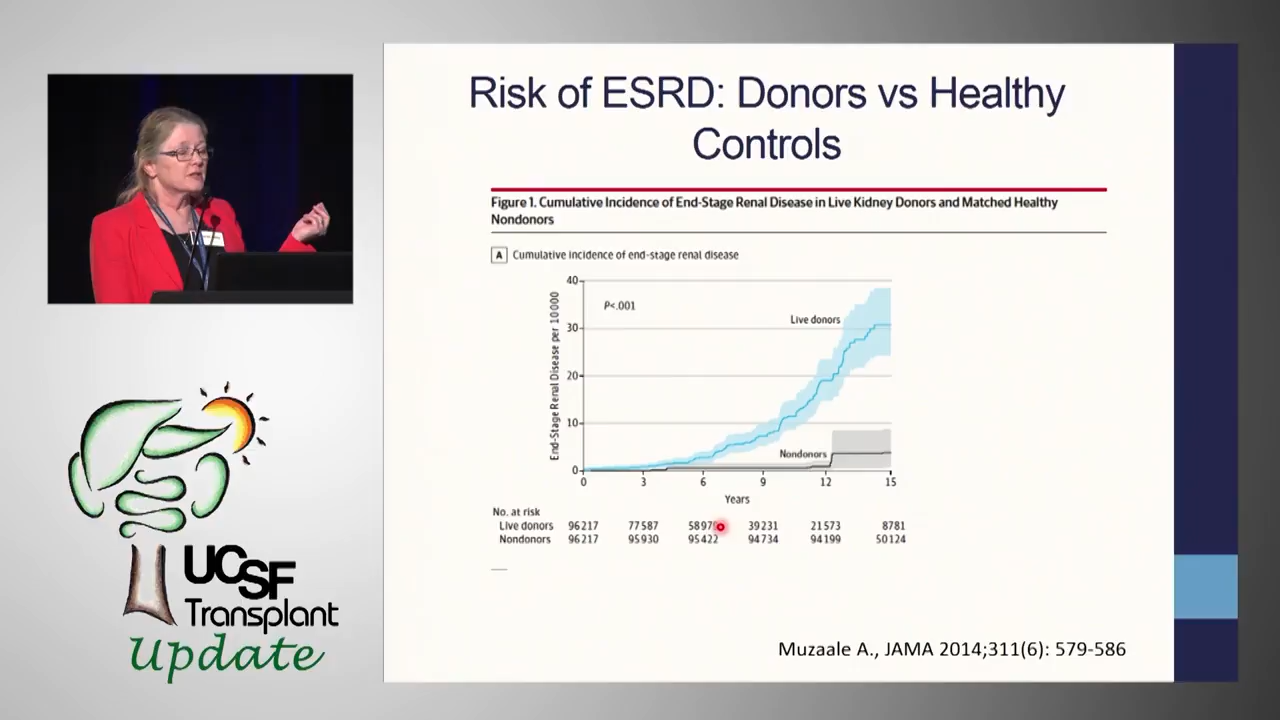 Risk of ESRD: Donors vs Healthy
Controls
Figure 1. Cumulative Incidence of End-Stage Renal Disease in Live Kidney Donors and Matched Healthy
Nondonors
A Cumulative incidence of end-stage renal disease
End-Stage Renal Disease per 10000
40
30
20
10
0
P<.001
Live donors
Nondonors
0 3 6 9 12 15
Years
No. at risk
Live donors 96217 77587 39231 21573 8781
Nondonors 96217 95930 95422 94734 94199 50124
Muzaale A., JAMA 2014;311(6): 579-586
UCSF
Transplant
Update